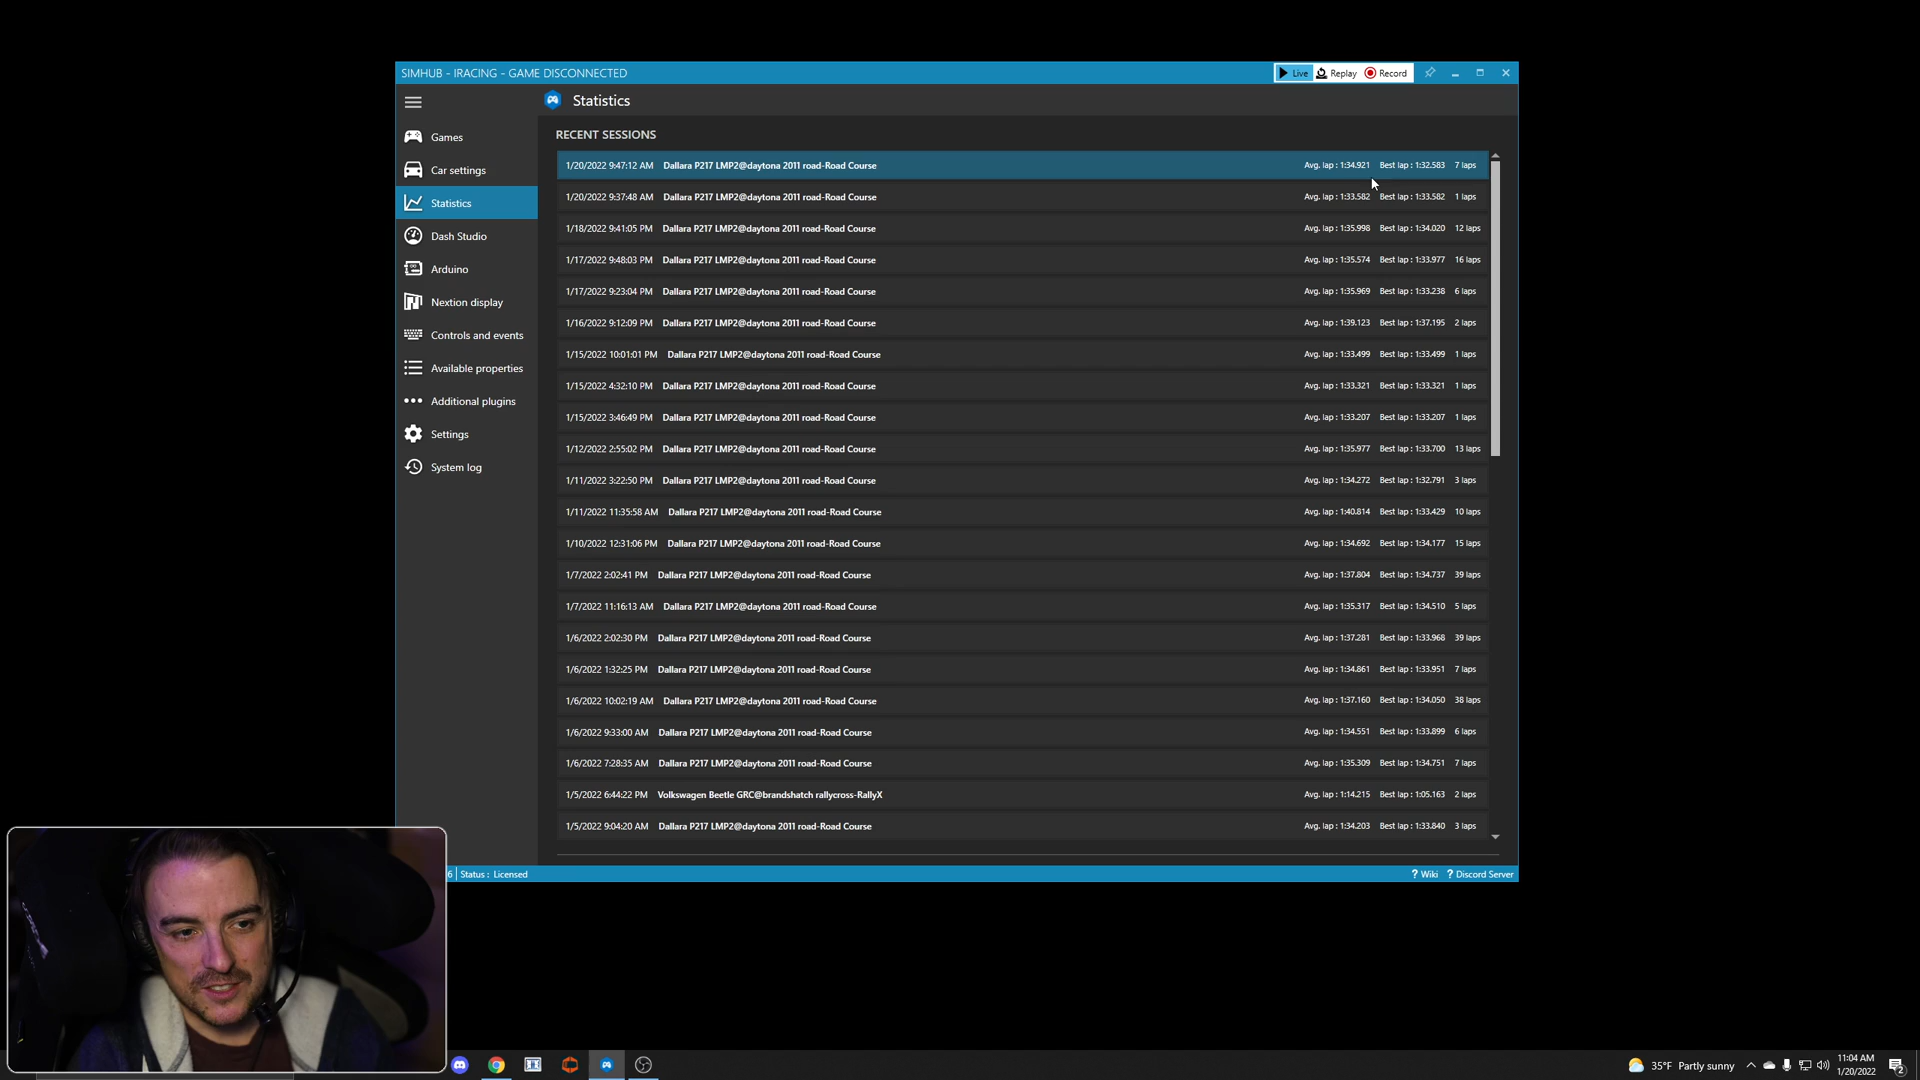 SIMHUB - IRACING - GAME DISCONNECTED
Live Replay Record
Statistics
Games
Car settings
Statistics
Dash Studio
Arduino
Nextion display
Controls and events
Available properties
Additional plugins
Settings
System log
RECENT SESSIONS
1/20/2022 9:47:12 AM Dallara P217 LMP2@daytona 2011 road-Road Course Avg. lap : 1:34.921 Best lap : 1:32.583 7 laps
1/20/2022 9:37:48 AM Dallara P217 LMP2@daytona 2011 road-Road Course Avg. lap : 1:33.582 Best lap : 1:33.582 1 laps
1/18/2022 9:41:05 PM Dallara P217 LMP2@daytona 2011 road-Road Course Avg. lap : 1:35.998 Best lap : 1:34.020 12 laps
1/17/2022 9:48:03 PM Dallara P217 LMP2@daytona 2011 road-Road Course Avg. lap : 1:35.574 Best lap : 1:33.977 16 laps
1/17/2022 9:23:04 PM Dallara P217 LMP2@daytona 2011 road-Road Course Avg. lap : 1:35.969 Best lap : 1:33.238 6 laps
1/16/2022 9:12:09 PM Dallara P217 LMP2@daytona 2011 road-Road Course Avg. lap : 1:39.123 Best lap : 1:37.195 2 laps
1/15/2022 10:01:01 PM Dallara P217 LMP2@daytona 2011 road-Road Course Avg. lap : 1:33.499 Best lap : 1:33.499 1 laps
1/15/2022 4:32:10 PM Dallara P217 LMP2@daytona 2011 road-Road Course Avg. lap : 1:33.321 Best lap : 1:33.321 1 laps
1/15/2022 3:46:49 PM Dallara P217 LMP2@daytona 2011 road-Road Course Avg. lap : 1:33.207 Best lap : 1:33.207 1 laps
1/12/2022 2:55:02 PM Dallara P217 LMP2@daytona 2011 road-Road Course Avg. lap : 1:35.977 Best lap : 1:33.700 13 laps
1/11/2022 3:22:50 PM Dallara P217 LMP2@daytona 2011 road-Road Course Avg. lap : 1:34.272 Best lap : 1:32.791 3 laps
1/11/2022 11:35:58 AM Dallara P217 LMP2@daytona 2011 road-Road Course Avg. lap : 1:40.814 Best lap : 1:33.429 10 laps
1/10/2022 12:31:06 PM Dallara P217 LMP2@daytona 2011 road-Road Course Avg. lap : 1:34.692 Best lap : 1:34.177 15 laps
1/7/2022 2:02:41 PM Dallara P217 LMP2@daytona 2011 road-Road Course Avg. lap : 1:37.804 Best lap : 1:34.737 39 laps
1/7/2022 11:16:13 AM Dallara P217 LMP2@daytona 2011 road-Road Course Avg. lap : 1:35.317 Best lap : 1:34.510 5 laps
1/6/2022 2:02:30 PM Dallara P217 LMP2@daytona 2011 road-Road Course Avg. lap : 1:37.281 Best lap : 1:33.968 39 laps
1/6/2022 1:32:25 PM Dallara P217 LMP2@daytona 2011 road-Road Course Avg. lap : 1:34.861 Best lap : 1:33.951 7 laps
1/6/2022 10:02:19 AM Dallara P217 LMP2@daytona 2011 road-Road Course Avg. lap : 1:37.160 Best lap : 1:34.050 38 laps
1/6/2022 9:33:00 AM Dallara P217 LMP2@daytona 2011 road-Road Course Avg. lap : 1:34.551 Best lap : 1:33.899 6 laps
1/6/2022 7:28:35 AM Dallara P217 LMP2@daytona 2011 road-Road Course Avg. lap : 1:35.309 Best lap : 1:34.751 7 laps
1/5/2022 6:44:22 PM Volkswagen Beetle GRC@brandshatch rallycross-RallyX Avg. lap : 1:14.215 Best lap : 1:05.163 2 laps
1/5/2022 9:04:20 AM Dallara P217 LMP2@daytona 2011 road-Road Course Avg. lap : 1:34.203 Best lap : 1:33.840 3 laps
6 Status : Licensed
? Wiki ? Discord Server
35°F Partly sunny
11:04 AM
1/20/2022
2